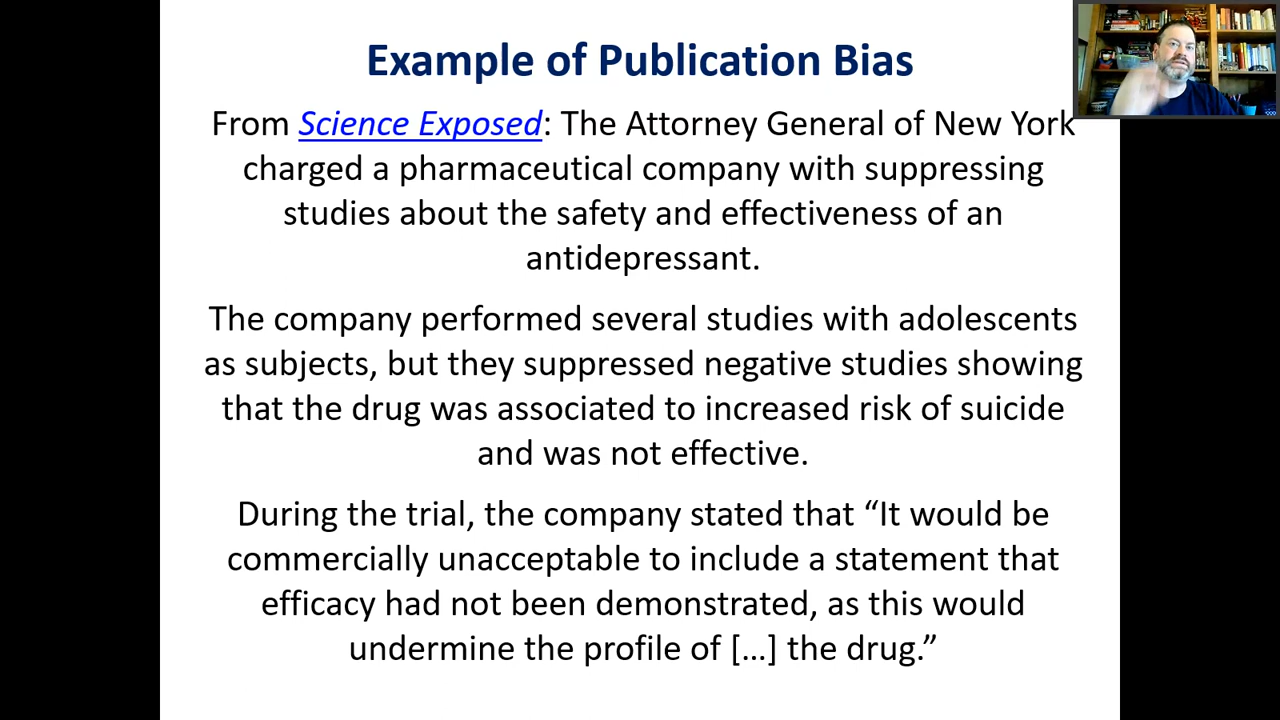 Example of Publication Bias
From Science Exposed: The Attorney General of New York
charged a pharmaceutical company with suppressing
studies about the safety and effectiveness of an
antidepressant.
The company performed several studies with adolescents
as subjects, but they suppressed negative studies showing
that the drug was associated to increased risk of suicide
and was not effective.
During the trial, the company stated that “It would be
commercially unacceptable to include a statement that
efficacy had not been demonstrated, as this would
undermine the profile of […] the drug.”